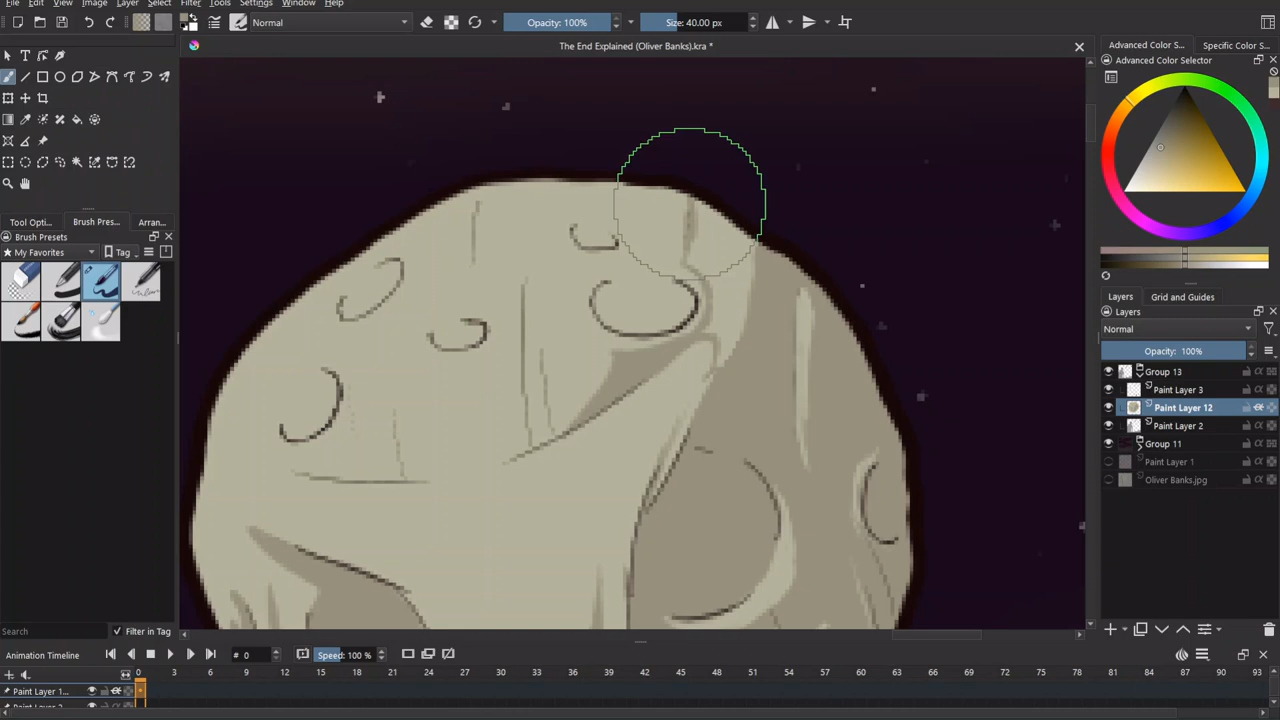 File Edit View Image Layer Select Filter Tools Settings Window Help
Normal Opacity: 100% Size: 40.00 px
The End Explained (Oliver Banks).kra *
Advanced Color S... Specific Color S...
Advanced Color Selector
Tool Opti... Brush Pres... Arran...
Brush Presets
My Favorites Tag
Layers Grid and Guides
Layers
Normal
Opacity: 100%
Group 13
Paint Layer 3
Paint Layer 12
Paint Layer 2
Group 11
Paint Layer 1
Oliver Banks.jpg
Search Filter in Tag
Animation Timeline # 0 Speed: 100 %
0 3 6 9 12 15 18 21 24 27 30 33 36 39 42 45 48 51 54 57 60 63 66 69 72 75 78 81 84 87 90 93
Paint Layer 1...